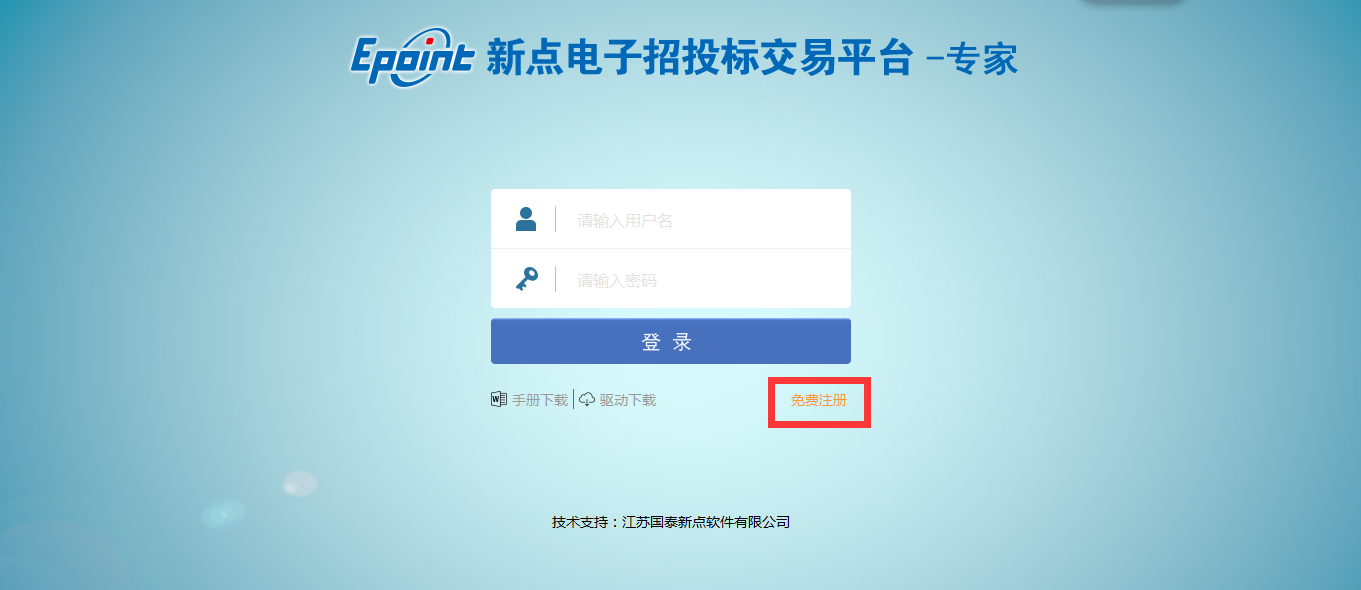 Epoint 新点电子招投标交易平台 -专家
请输入用户名
请输入密码
登 录
W 手册下载 驱动下载 免费注册
技术支持：江苏国泰新点软件有限公司